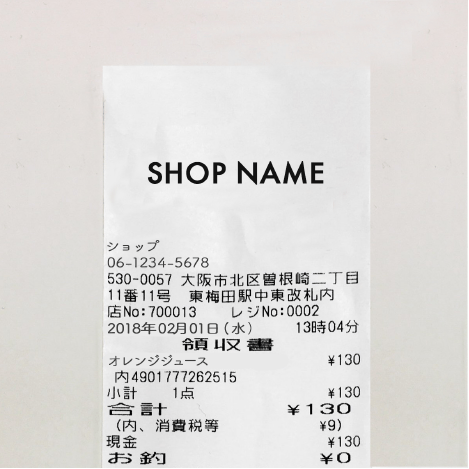 SHOP NAME
ショップ
06-1234-5678
530-0057 大阪市北区曽根崎二丁目
11番11号 東梅田駅中東改札内
店No:700013 レジNo:0002
2018年02月01日(水) 13時04分
領収書
オレンジジュース ¥130
内4901777262515
小計 1点 ¥130
合計 ¥130
(内、消費税等 ¥9)
現金 ¥130
お釣 ¥0